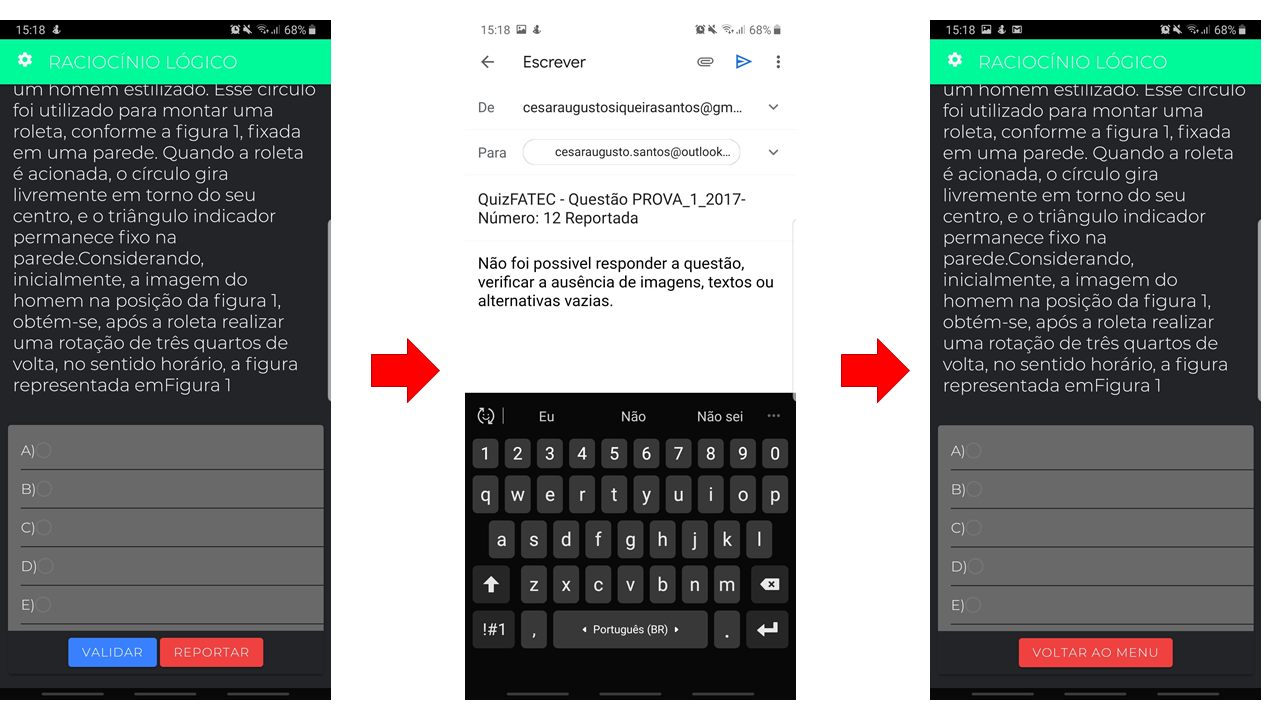 15:18
68%
RACIOCÍNIO LÓGICO
um homem estilizado. Esse círculo
foi utilizado para montar uma
roleta, conforme a figura 1, fixada
em uma parede. Quando a roleta
é acionada, o círculo gira
livremente em torno do seu
centro, e o triângulo indicador
permanece fixo na
parede.Considerando,
inicialmente, a imagem do
homem na posição da figura 1,
obtém-se, após a roleta realizar
uma rotação de três quartos de
volta, no sentido horário, a figura
representada emFigura 1
A)
B)
C)
D)
E)
VALIDAR
REPORTAR
15:18
68%
Escrever
De
cesaraugustosiqueirasantos@gm...
Para
cesaraugusto.santos@outlook...
QuizFATEC - Questão PROVA_1_2017-
Número: 12 Reportada
Não foi possivel responder a questão,
verificar a ausência de imagens, textos ou
alternativas vazias.
Eu Não Não sei ...
1 2 3 4 5 6 7 8 9 0
q w e r t y u i o p
a s d f g h j k l
z x c v b n m
!#1 , Português (BR) .
15:18
68%
RACIOCÍNIO LÓGICO
um homem estilizado. Esse círculo
foi utilizado para montar uma
roleta, conforme a figura 1, fixada
em uma parede. Quando a roleta
é acionada, o círculo gira
livremente em torno do seu
centro, e o triângulo indicador
permanece fixo na
parede.Considerando,
inicialmente, a imagem do
homem na posição da figura 1,
obtém-se, após a roleta realizar
uma rotação de três quartos de
volta, no sentido horário, a figura
representada emFigura 1
A)
B)
C)
D)
E)
VOLTAR AO MENU